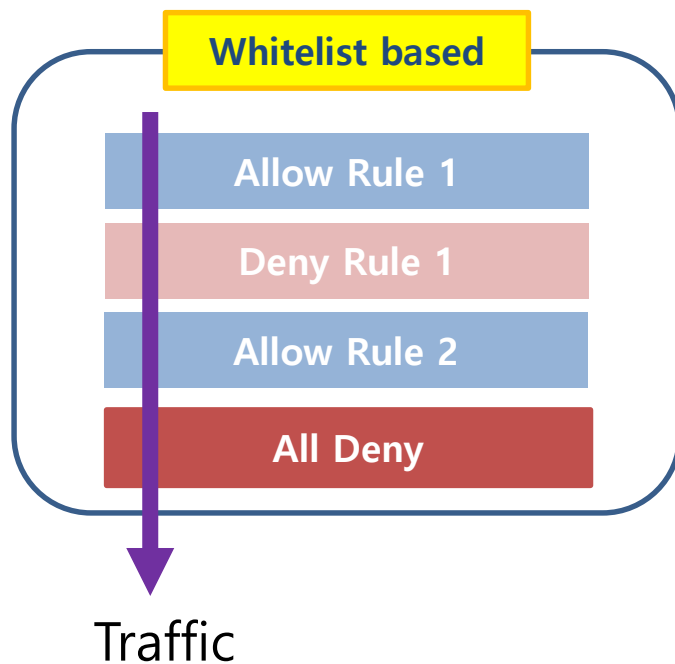 Whitelist based
Allow Rule 1
Deny Rule 1
Allow Rule 2
All Deny
Traffic